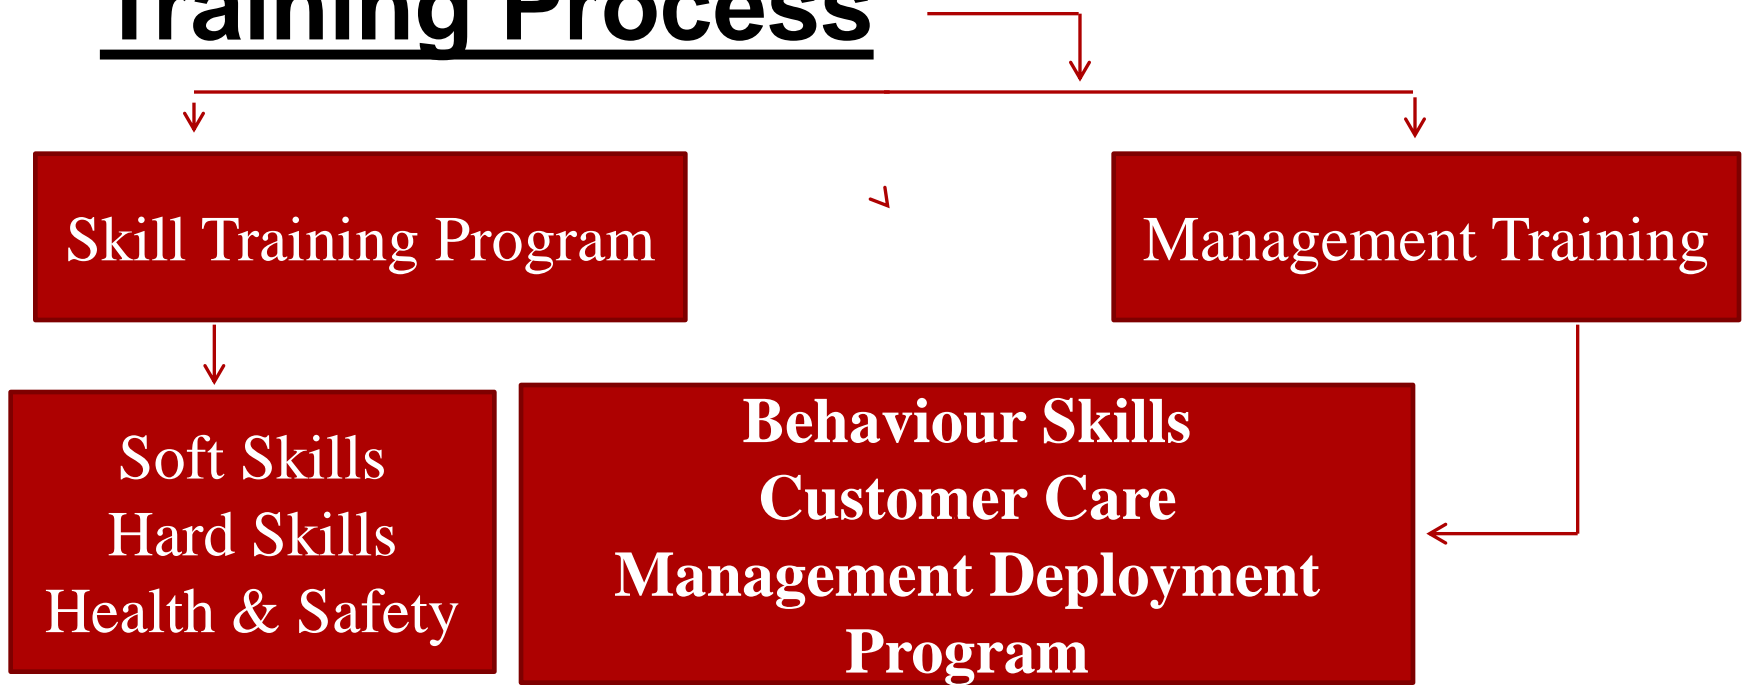 Training Process
Skill Training Program
Management Training
Soft Skills
Hard Skills
Health & Safety
Behaviour Skills
Customer Care
Management Deployment
Program